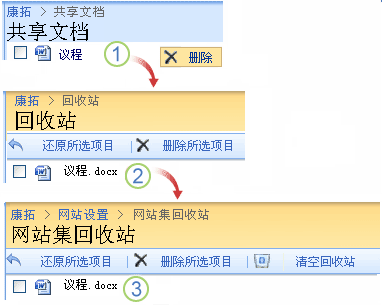 康拓 > 共享文档
共享文档
议程 1 删除
康拓 > 回收站
回收站
还原所选项目 | 删除所选项目
议程.docx 2
康拓 > 网站设置 > 网站集回收站
网站集回收站
还原所选项目 | 删除所选项目 | 清空回收站
议程.docx 3